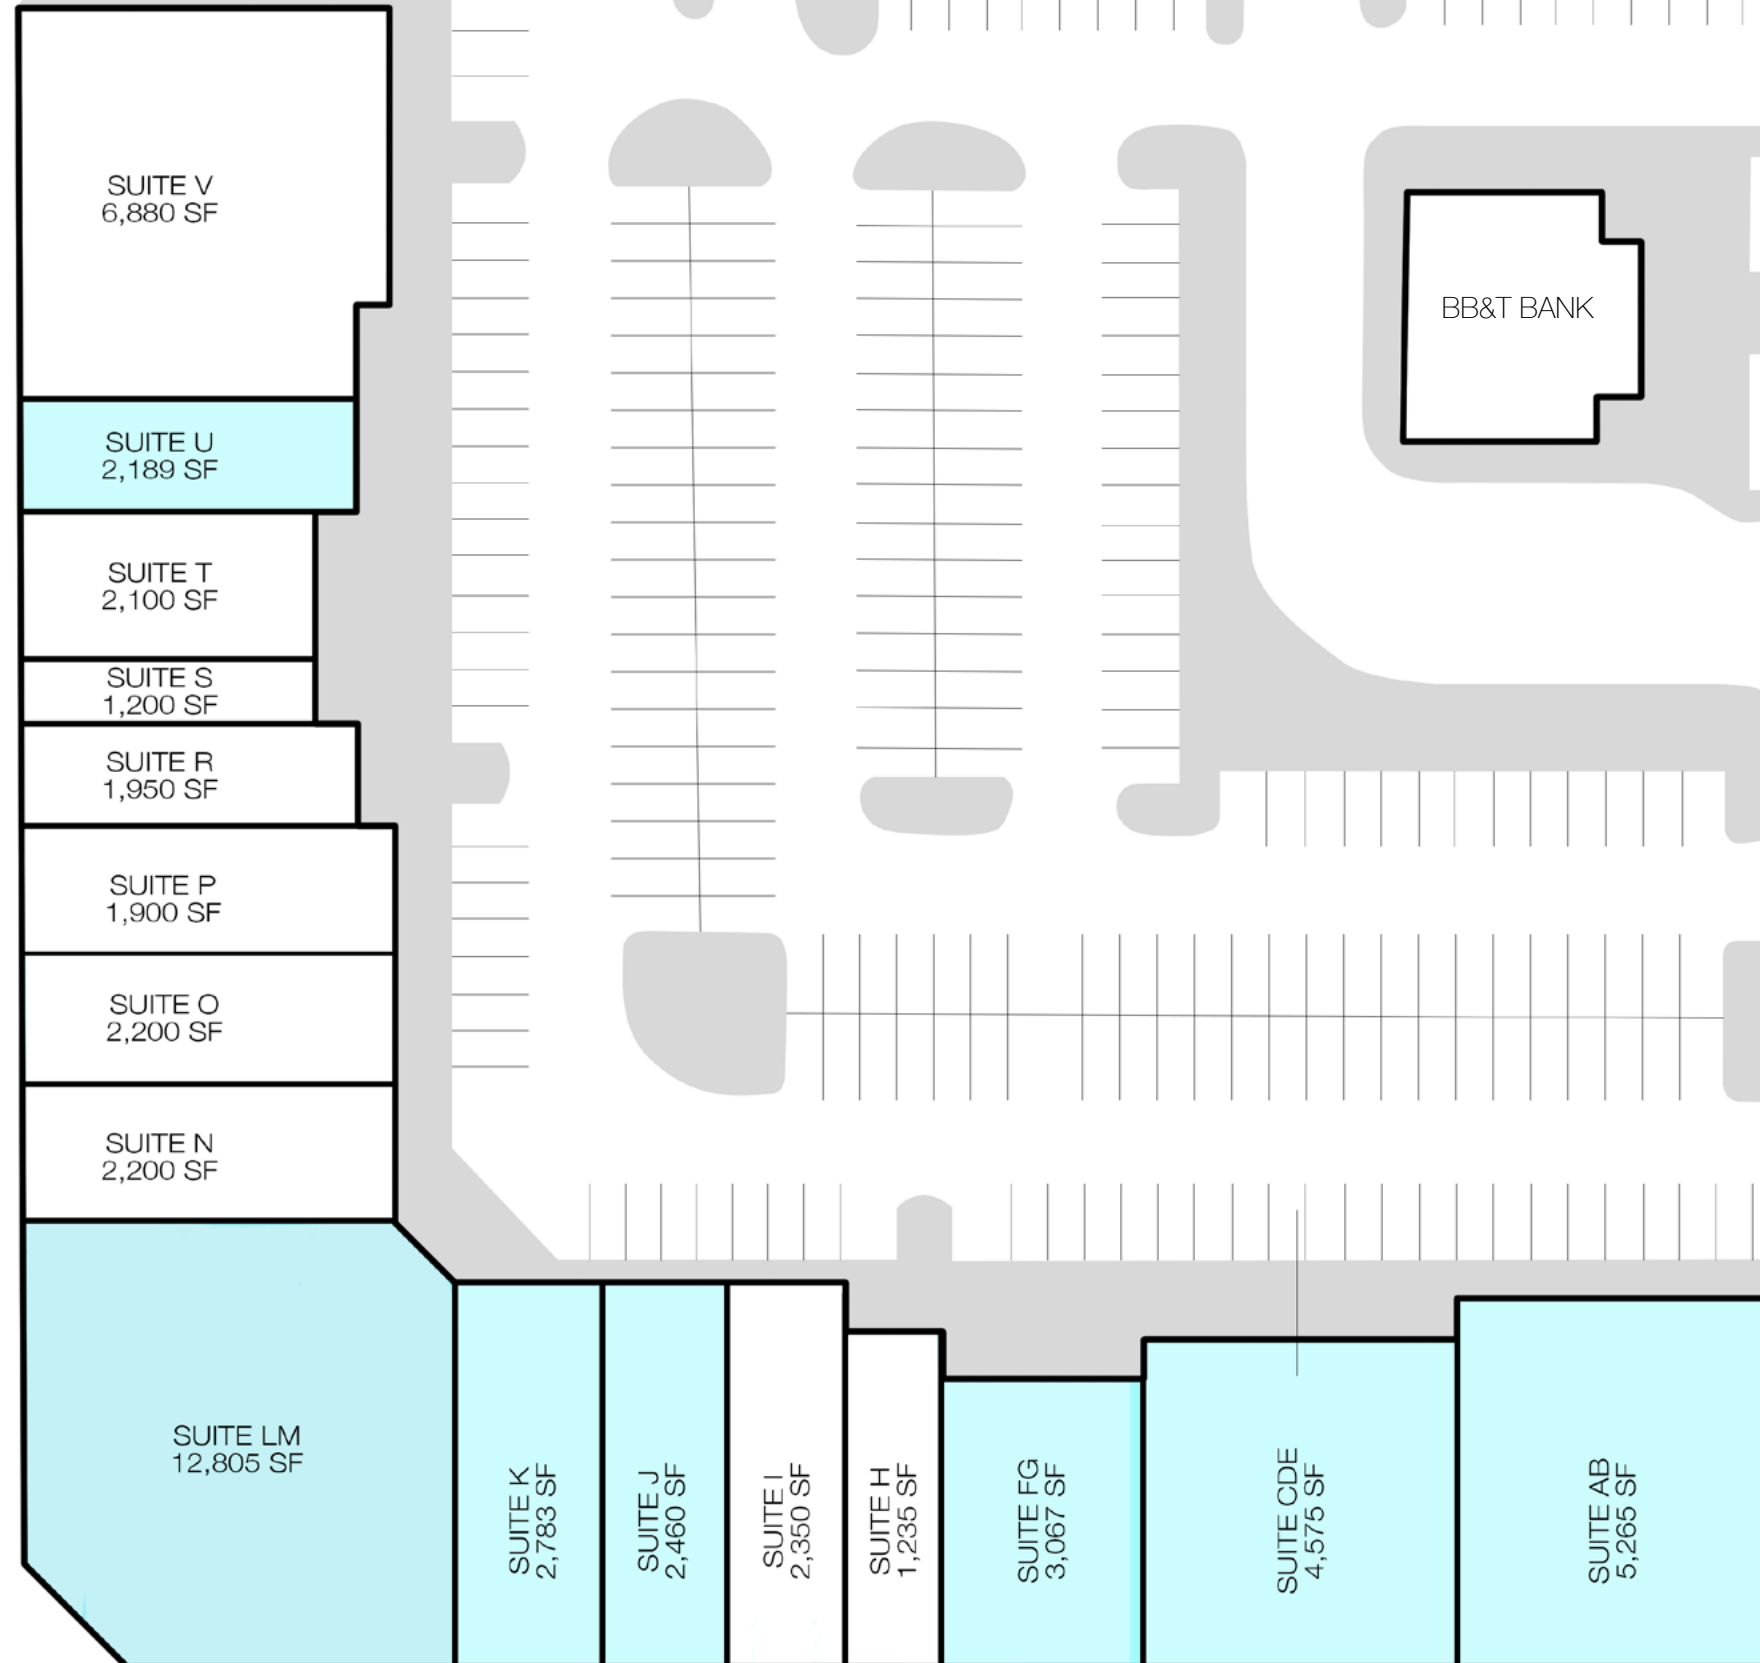 SUITE V
6,880 SF
BB&T BANK
SUITE U
2,189 SF
SUITE T
2,100 SF
SUITE S
1,200 SF
SUITE R
1,950 SF
SUITE P
1,900 SF
SUITE O
2,200 SF
SUITE N
2,200 SF
SUITE LM
12,805 SF
SUITE K
2,783 SF
SUITE J
2,460 SF
SUITE I
2,350 SF
SUITE H
1,235 SF
SUITE FG
3,067 SF
SUITE CDE
4,575 SF
SUITE AB
5,265 SF